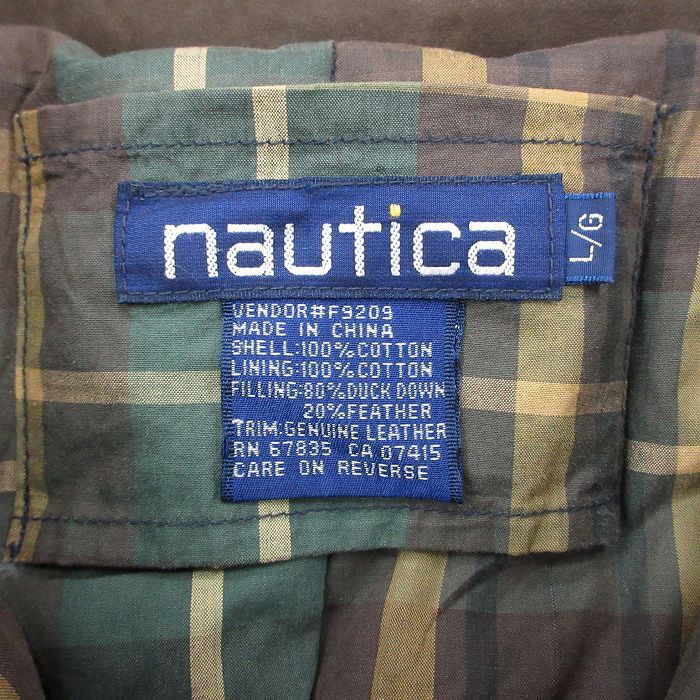 nautica
L/G
VENDOR#F9209
MADE IN CHINA
SHELL:100%COTTON
LINING:100%COTTON
FILLING:80%DUCK DOWN
20%FEATHER
TRIM:GENUINE LEATHER
RN 67835 CA 07415
CARE ON REVERSE